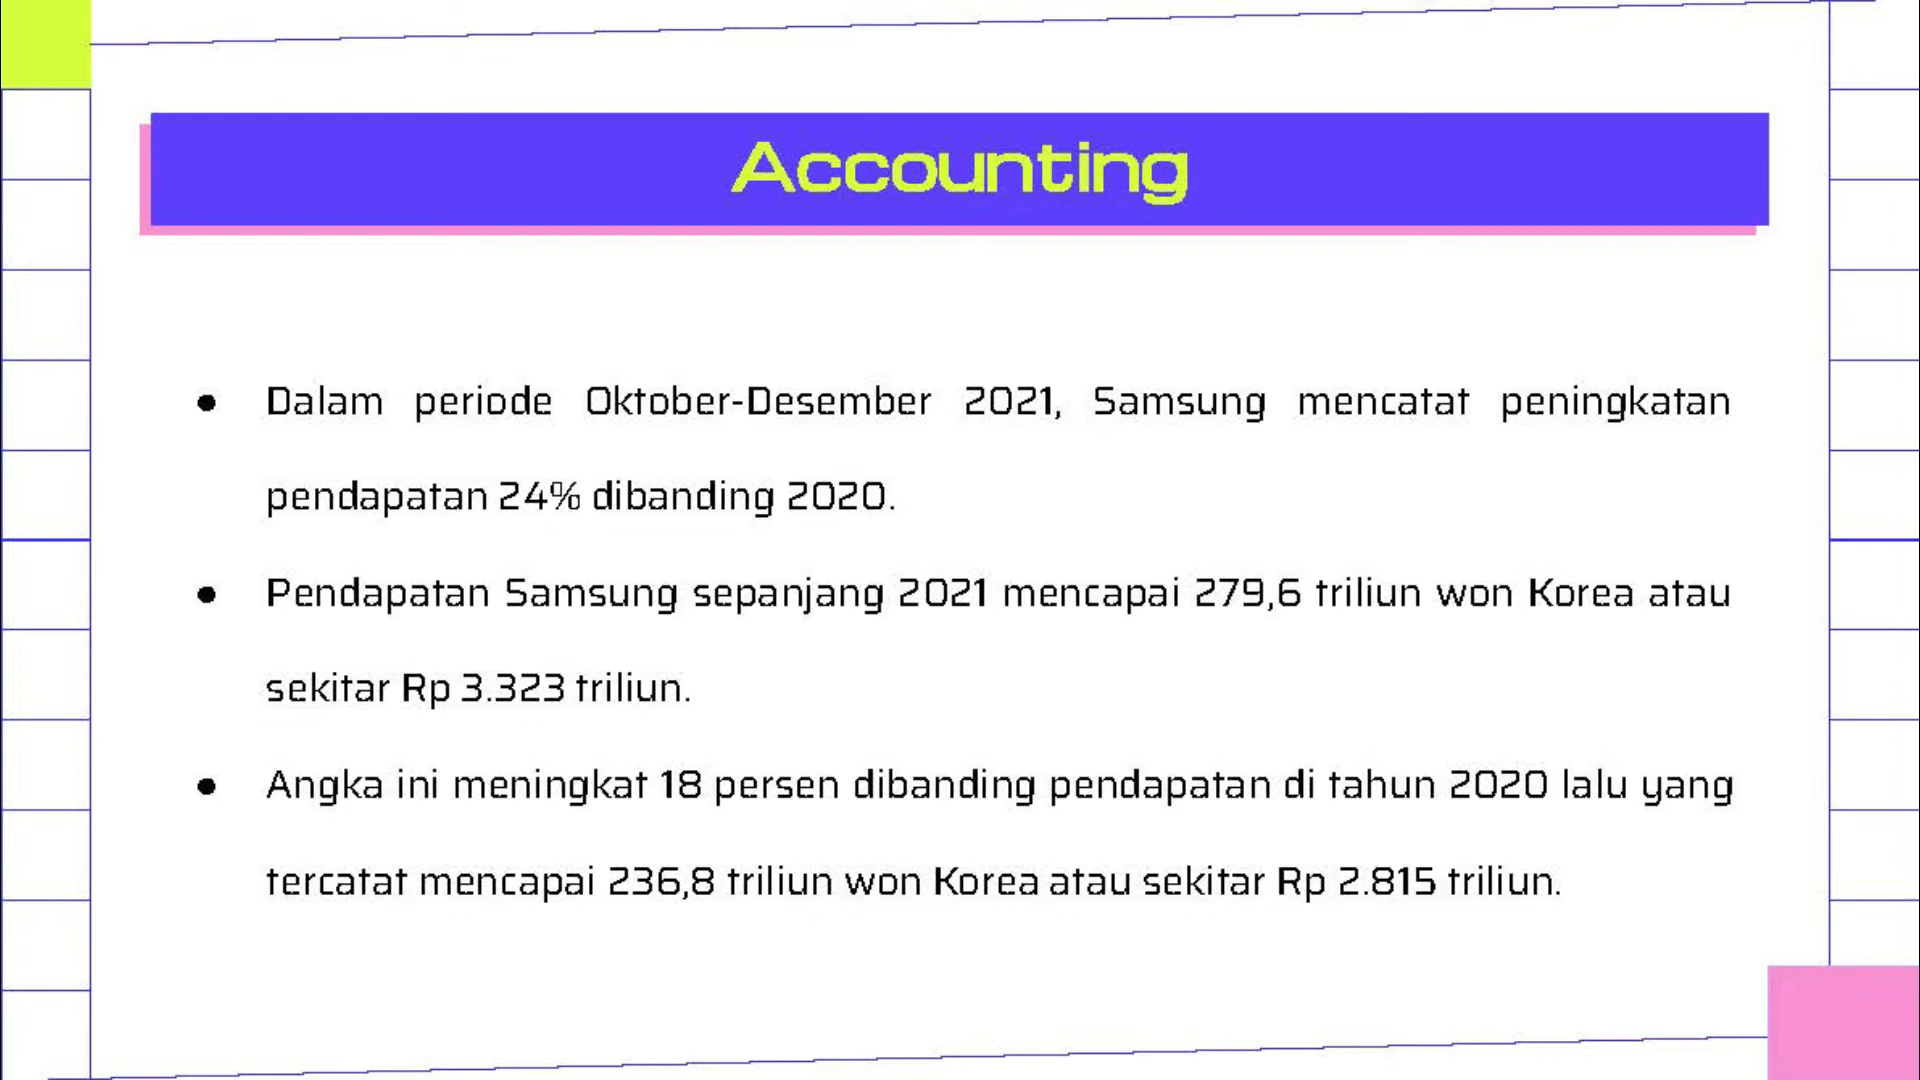 Accounting
● Dalam periode Oktober-Desember 2021, Samsung mencatat peningkatan
pendapatan 24% dibanding 2020.
● Pendapatan Samsung sepanjang 2021 mencapai 279,6 triliun won Korea atau
sekitar Rp 3.323 triliun.
● Angka ini meningkat 18 persen dibanding pendapatan di tahun 2020 lalu yang
tercatat mencapai 236,8 triliun won Korea atau sekitar Rp 2.815 triliun.